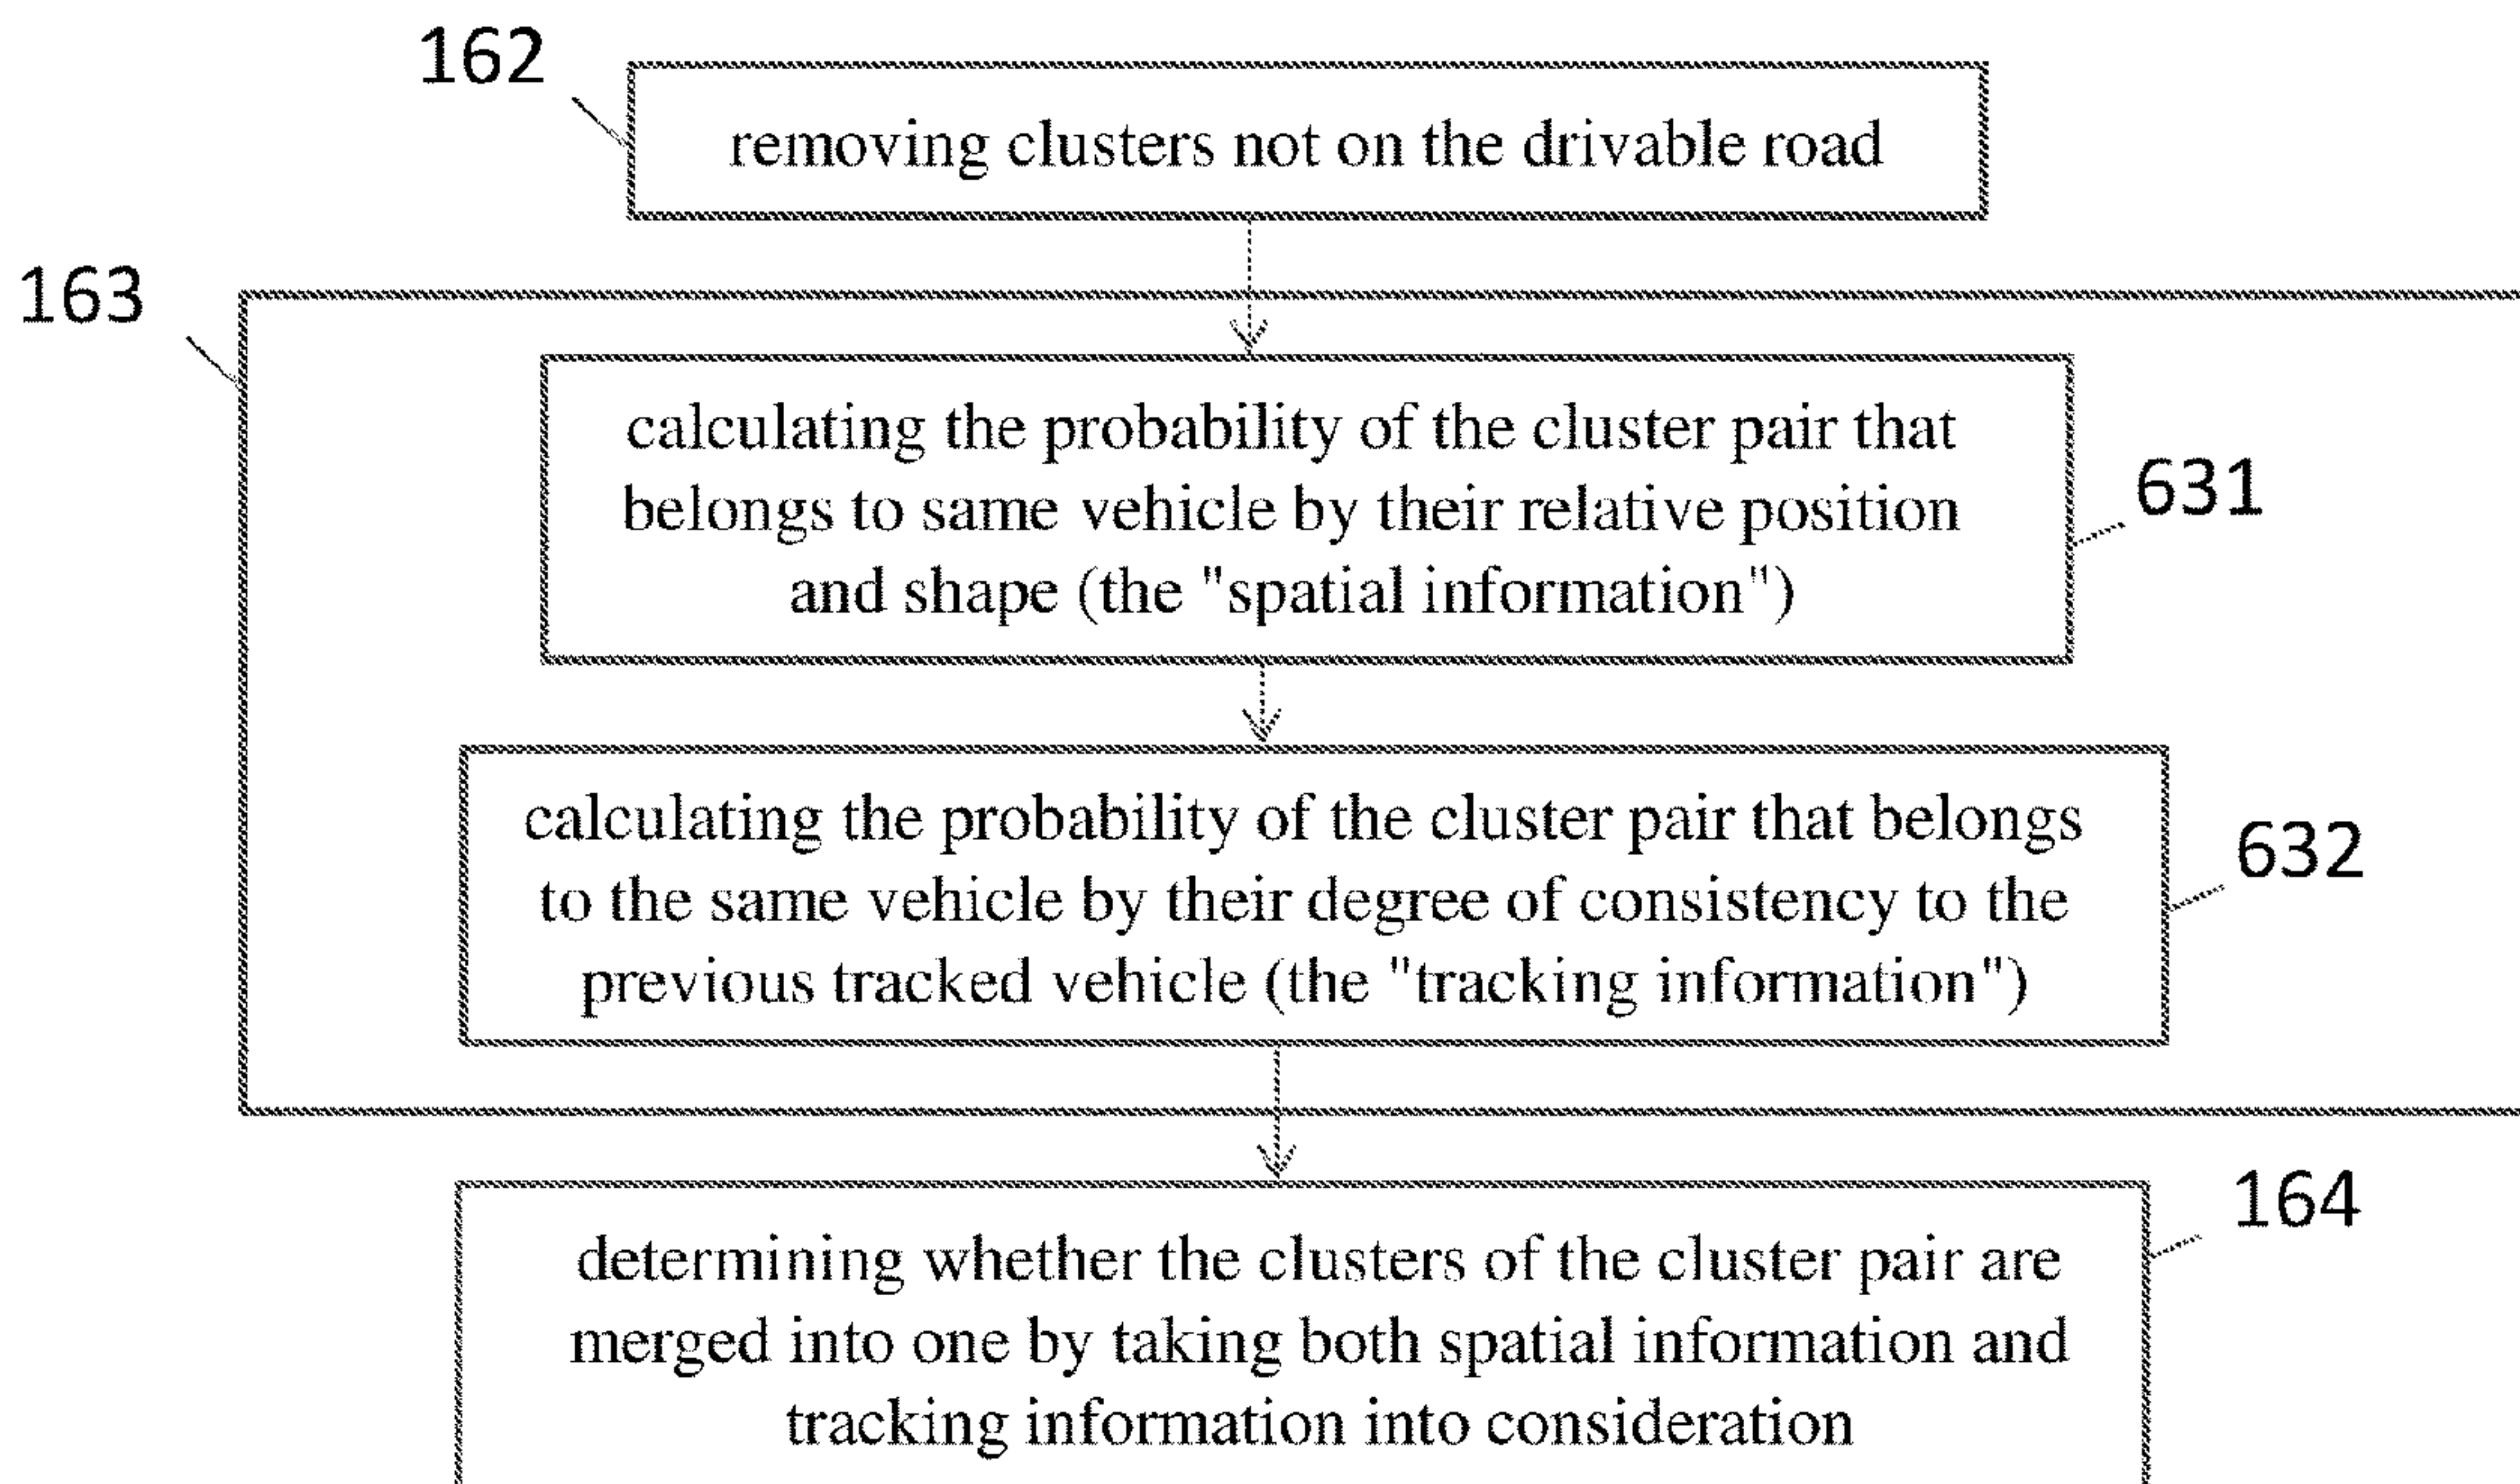 162
removing clusters not on the drivable road
163
calculating the probability of the cluster pair that
belongs to same vehicle by their relative position
and shape (the "spatial information")
631
calculating the probability of the cluster pair that belongs
to the same vehicle by their degree of consistency to the
previous tracked vehicle (the "tracking information")
632
164
determining whether the clusters of the cluster pair are
merged into one by taking both spatial information and
tracking information into consideration